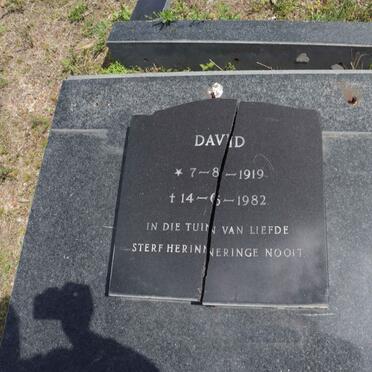 DAVID
* 7-8-1919
† 14-6-1982
IN DIE TUIN VAN LIEFDE
STERF HERINNERINGE NOOIT